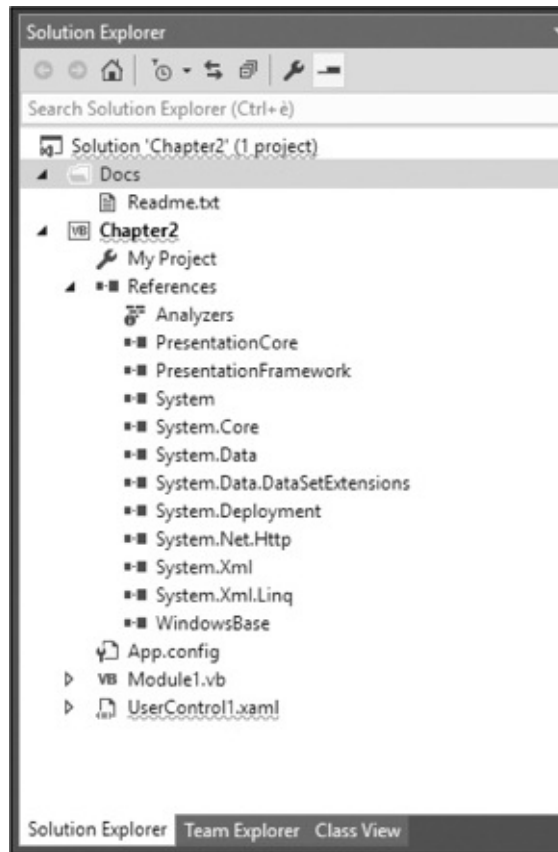 Solution Explorer
Search Solution Explorer (Ctrl+è)
Solution 'Chapter2' (1 project)
Docs
Readme.txt
VB Chapter2
My Project
References
Analyzers
PresentationCore
PresentationFramework
System
System.Core
System.Data
System.Data.DataSetExtensions
System.Deployment
System.Net.Http
System.Xml
System.Xml.Linq
WindowsBase
App.config
VB Module1.vb
UserControl1.xaml
Solution Explorer Team Explorer Class View